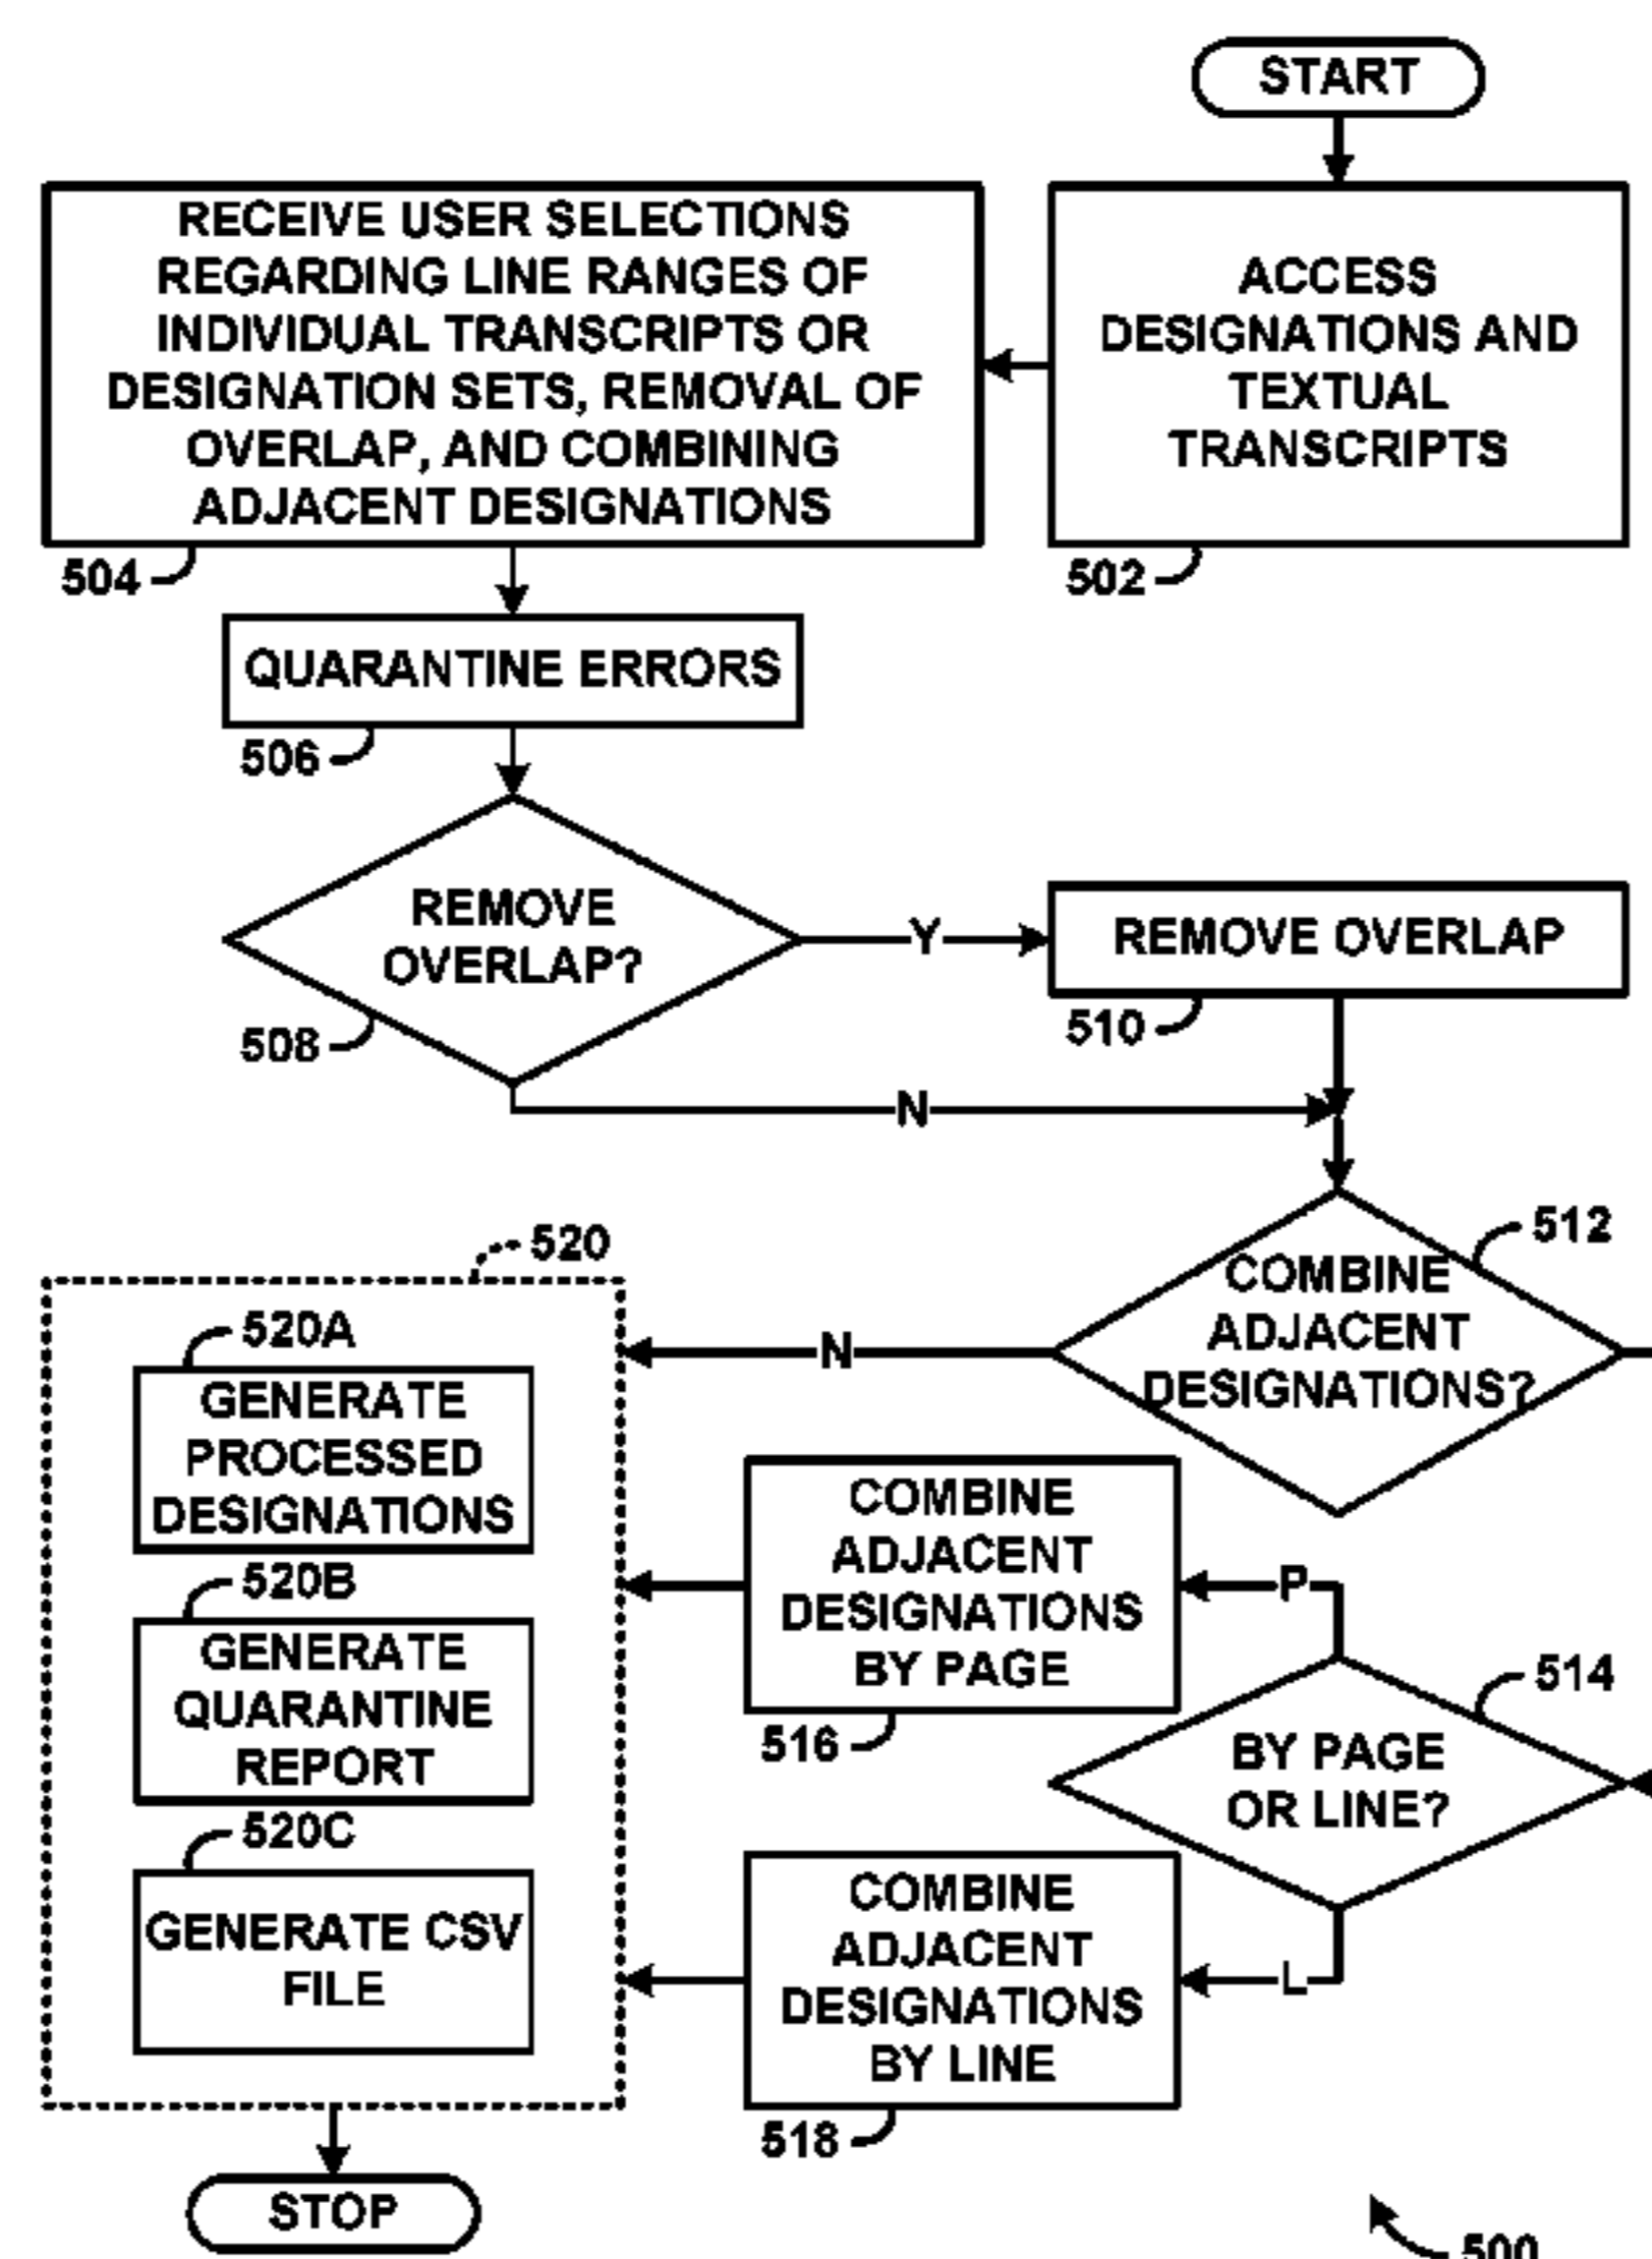 START
ACCESS
DESIGNATIONS AND
TEXTUAL
TRANSCRIPTS
502
RECEIVE USER SELECTIONS
REGARDING LINE RANGES OF
INDIVIDUAL TRANSCRIPTS OR
DESIGNATION SETS, REMOVAL OF
OVERLAP, AND COMBINING
ADJACENT DESIGNATIONS
504
QUARANTINE ERRORS
506
REMOVE
OVERLAP?
508
Y
REMOVE OVERLAP
510
N
512
COMBINE
ADJACENT
DESIGNATIONS?
N
514
BY PAGE
OR LINE?
P
COMBINE
ADJACENT
DESIGNATIONS
BY PAGE
516
L
COMBINE
ADJACENT
DESIGNATIONS
BY LINE
518
520
520A
GENERATE
PROCESSED
DESIGNATIONS
520B
GENERATE
QUARANTINE
REPORT
520C
GENERATE CSV
FILE
STOP
500